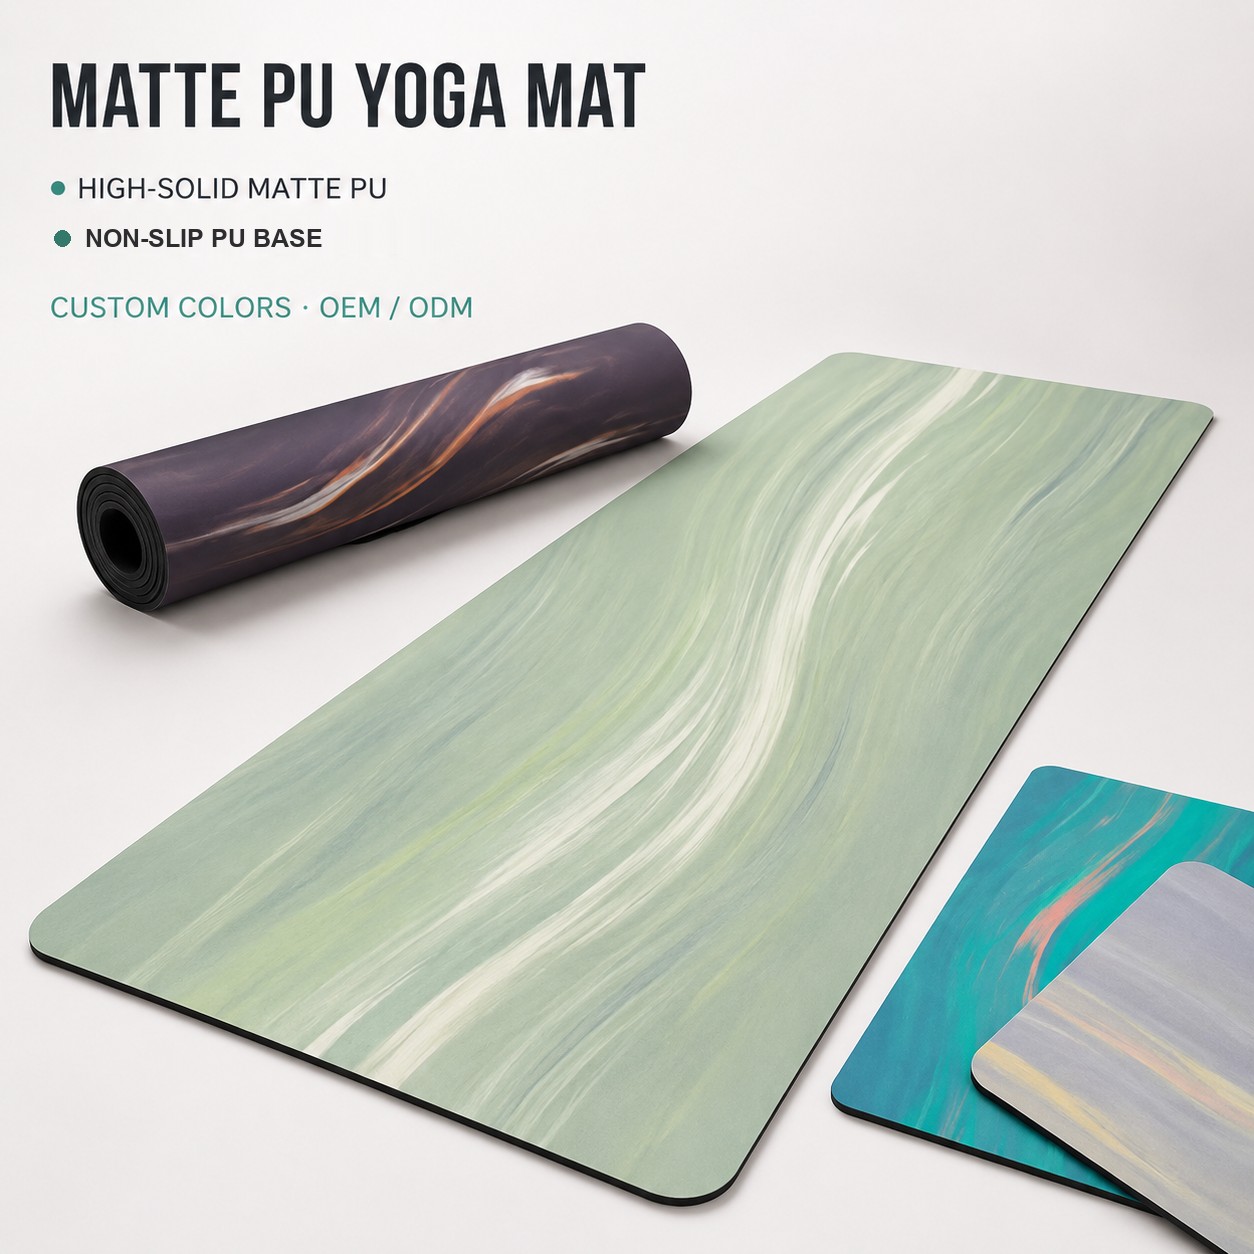 MATTE PU YOGA MAT
HIGH-SOLID MATTE PU
NON-SLIP PU BASE
CUSTOM COLORS · OEM / ODM